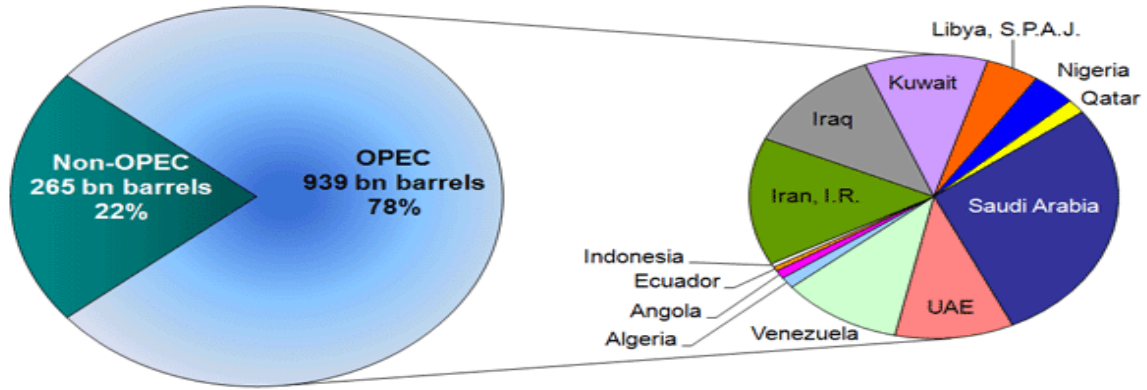 Non-OPEC
265 bn barrels
22%
OPEC
939 bn barrels
78%
Libya, S.P.A.J.
Nigeria
Qatar
Kuwait
Iraq
Iran, I.R.
Saudi Arabia
Indonesia
Ecuador
Angola
Algeria
Venezuela
UAE